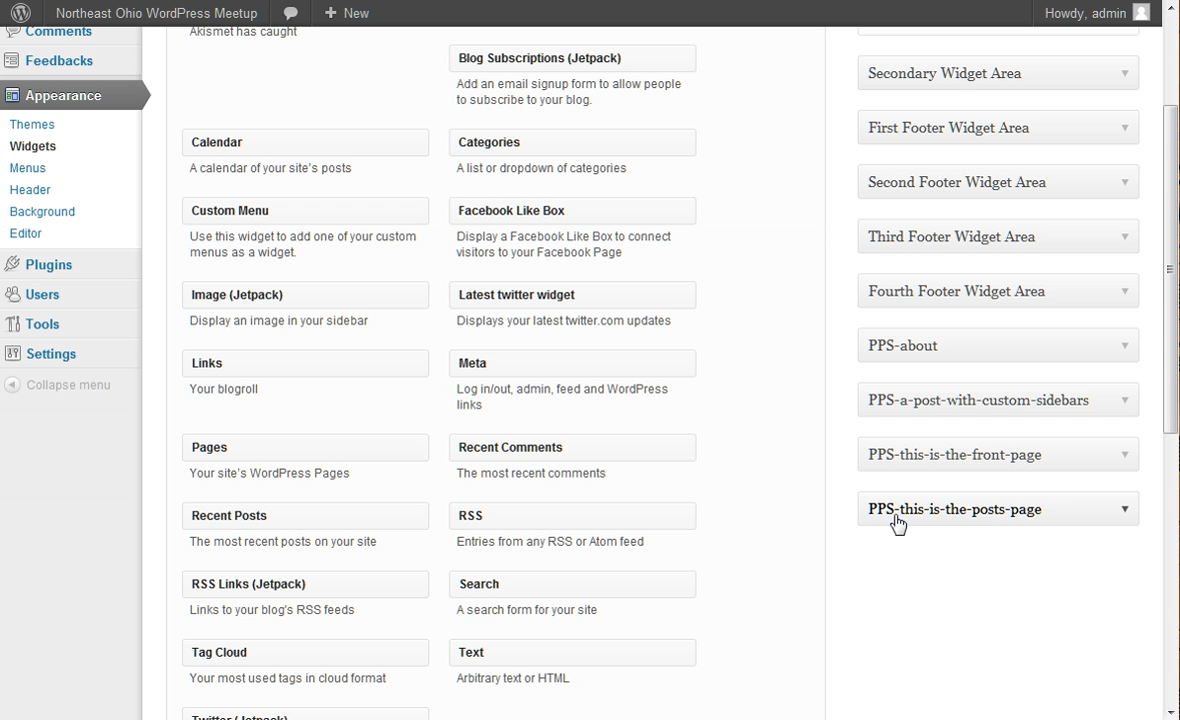 Northeast Ohio WordPress Meetup
New
Howdy, admin
Comments
Feedbacks
Appearance
Themes
Widgets
Menus
Header
Background
Editor
Plugins
Users
Tools
Settings
Collapse menu
Akismet has caught
Blog Subscriptions (Jetpack)
Add an email signup form to allow people
to subscribe to your blog.
Calendar
A calendar of your site's posts
Categories
A list or dropdown of categories
Custom Menu
Use this widget to add one of your custom
menus as a widget.
Facebook Like Box
Display a Facebook Like Box to connect
visitors to your Facebook Page
Image (Jetpack)
Display an image in your sidebar
Latest twitter widget
Displays your latest twitter.com updates
Links
Your blogroll
Meta
Log in/out, admin, feed and WordPress
links
Pages
Your site's WordPress Pages
Recent Comments
The most recent comments
Recent Posts
The most recent posts on your site
RSS
Entries from any RSS or Atom feed
RSS Links (Jetpack)
Links to your blog's RSS feeds
Search
A search form for your site
Tag Cloud
Your most used tags in cloud format
Text
Arbitrary text or HTML
Twitter (Jetpack)
Secondary Widget Area
First Footer Widget Area
Second Footer Widget Area
Third Footer Widget Area
Fourth Footer Widget Area
PPS-about
PPS-a-post-with-custom-sidebars
PPS-this-is-the-front-page
PPS-this-is-the-posts-page